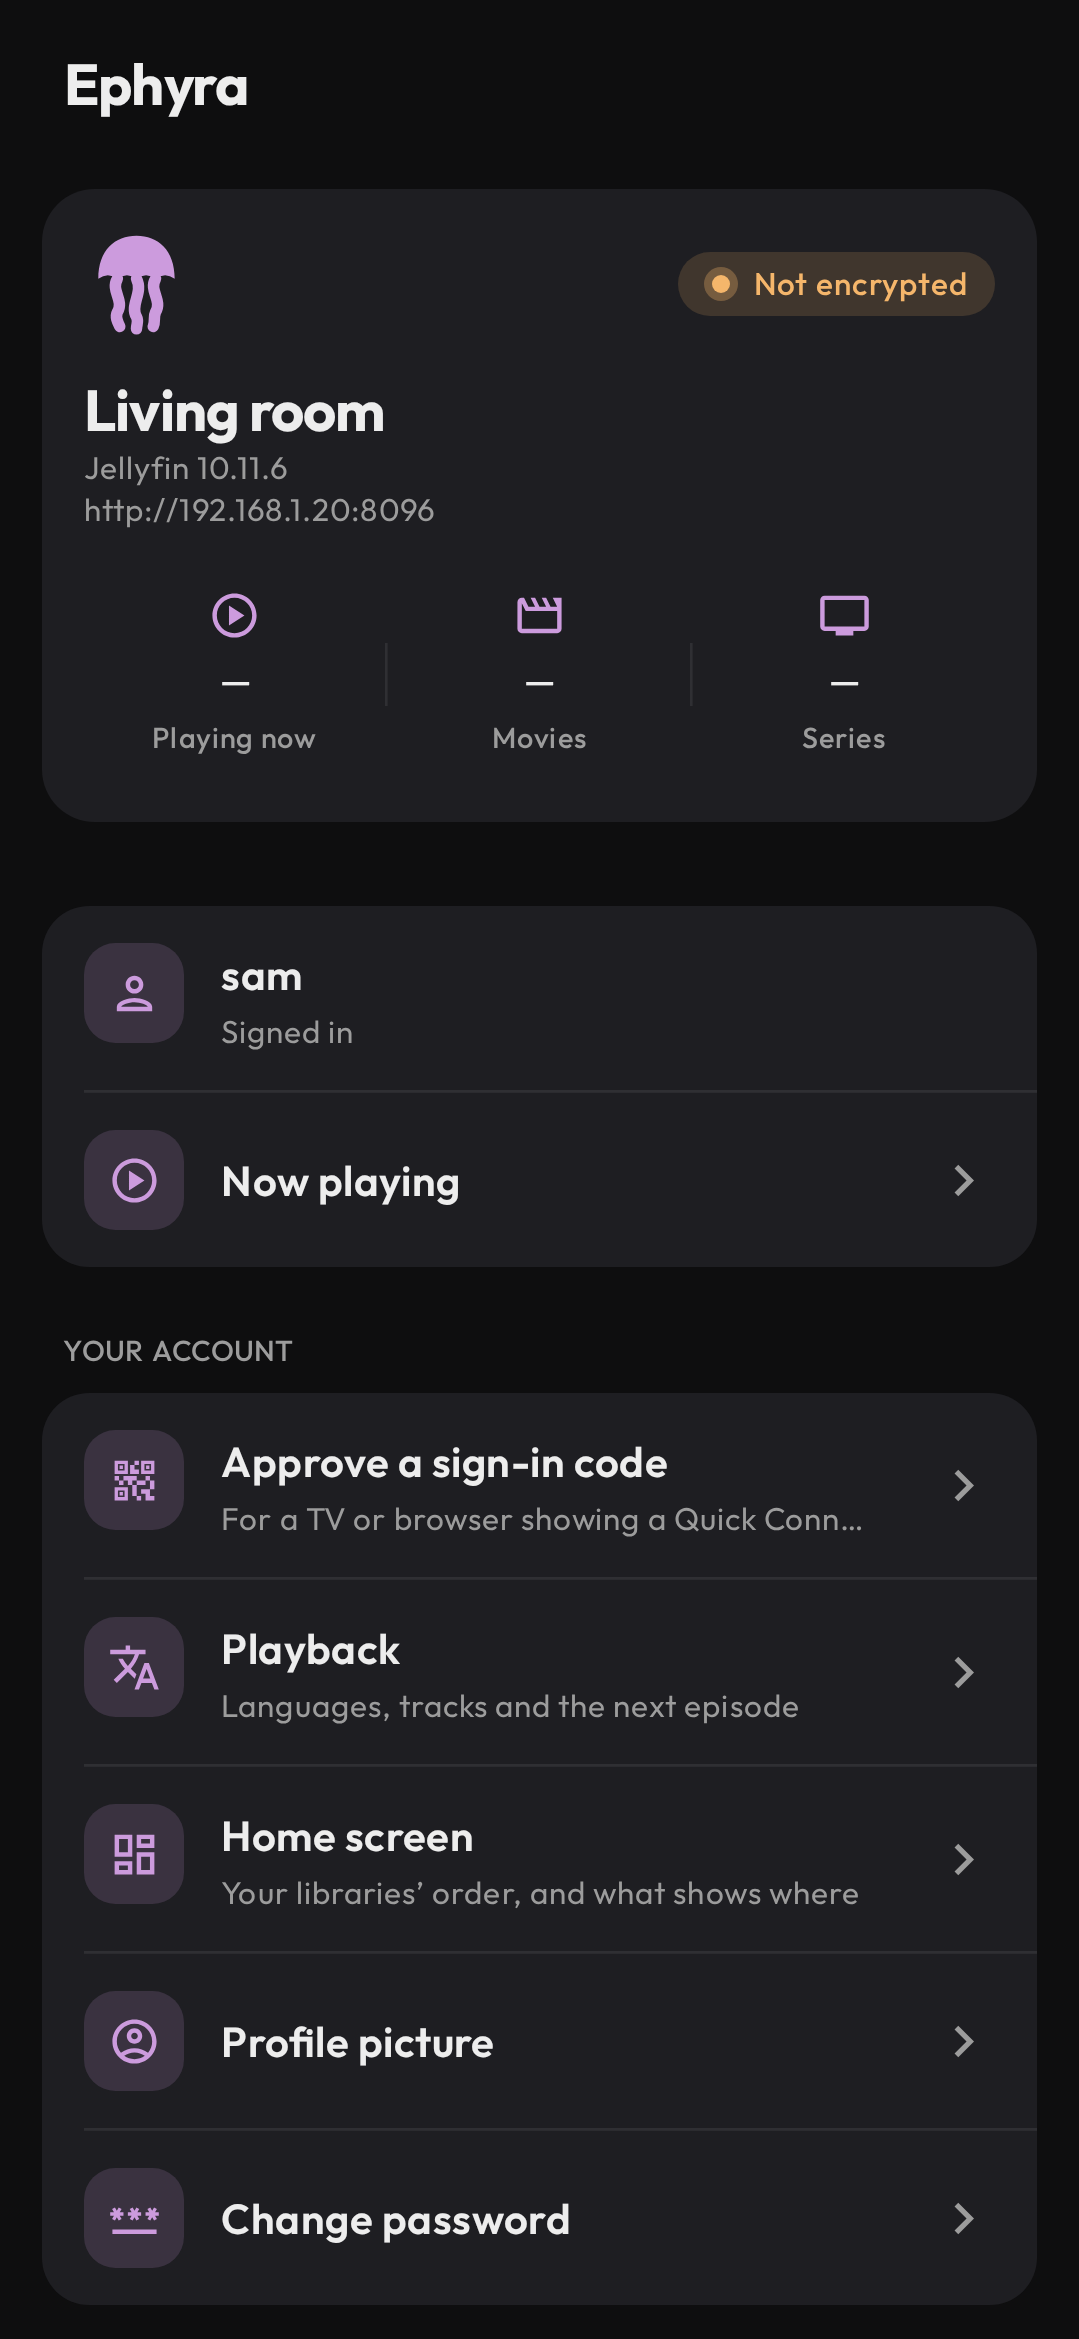 Ephyra
Not encrypted
Living room
Jellyfin 10.11.6
http://192.168.1.20:8096
— — —
Playing now Movies Series
sam
Signed in
Now playing
YOUR ACCOUNT
Approve a sign-in code
For a TV or browser showing a Quick Conn…
Playback
Languages, tracks and the next episode
Home screen
Your libraries’ order, and what shows where
Profile picture
Change password